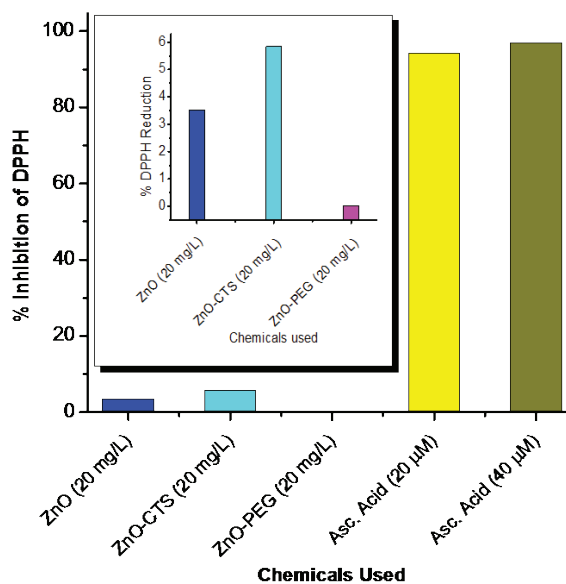 % Inhibition of DPPH
100
80
60
40
20
0
% DPPH Reduction
6
5
4
3
2
1
0
ZnO (20 mg/L)
ZnO-CTS (20 mg/L)
ZnO-PEG (20 mg/L)
Chemicals used
ZnO (20 mg/L)
ZnO-CTS (20 mg/L)
ZnO-PEG (20 mg/L)
Asc. Acid (20 µM)
Asc. Acid (40 µM)
Chemicals Used